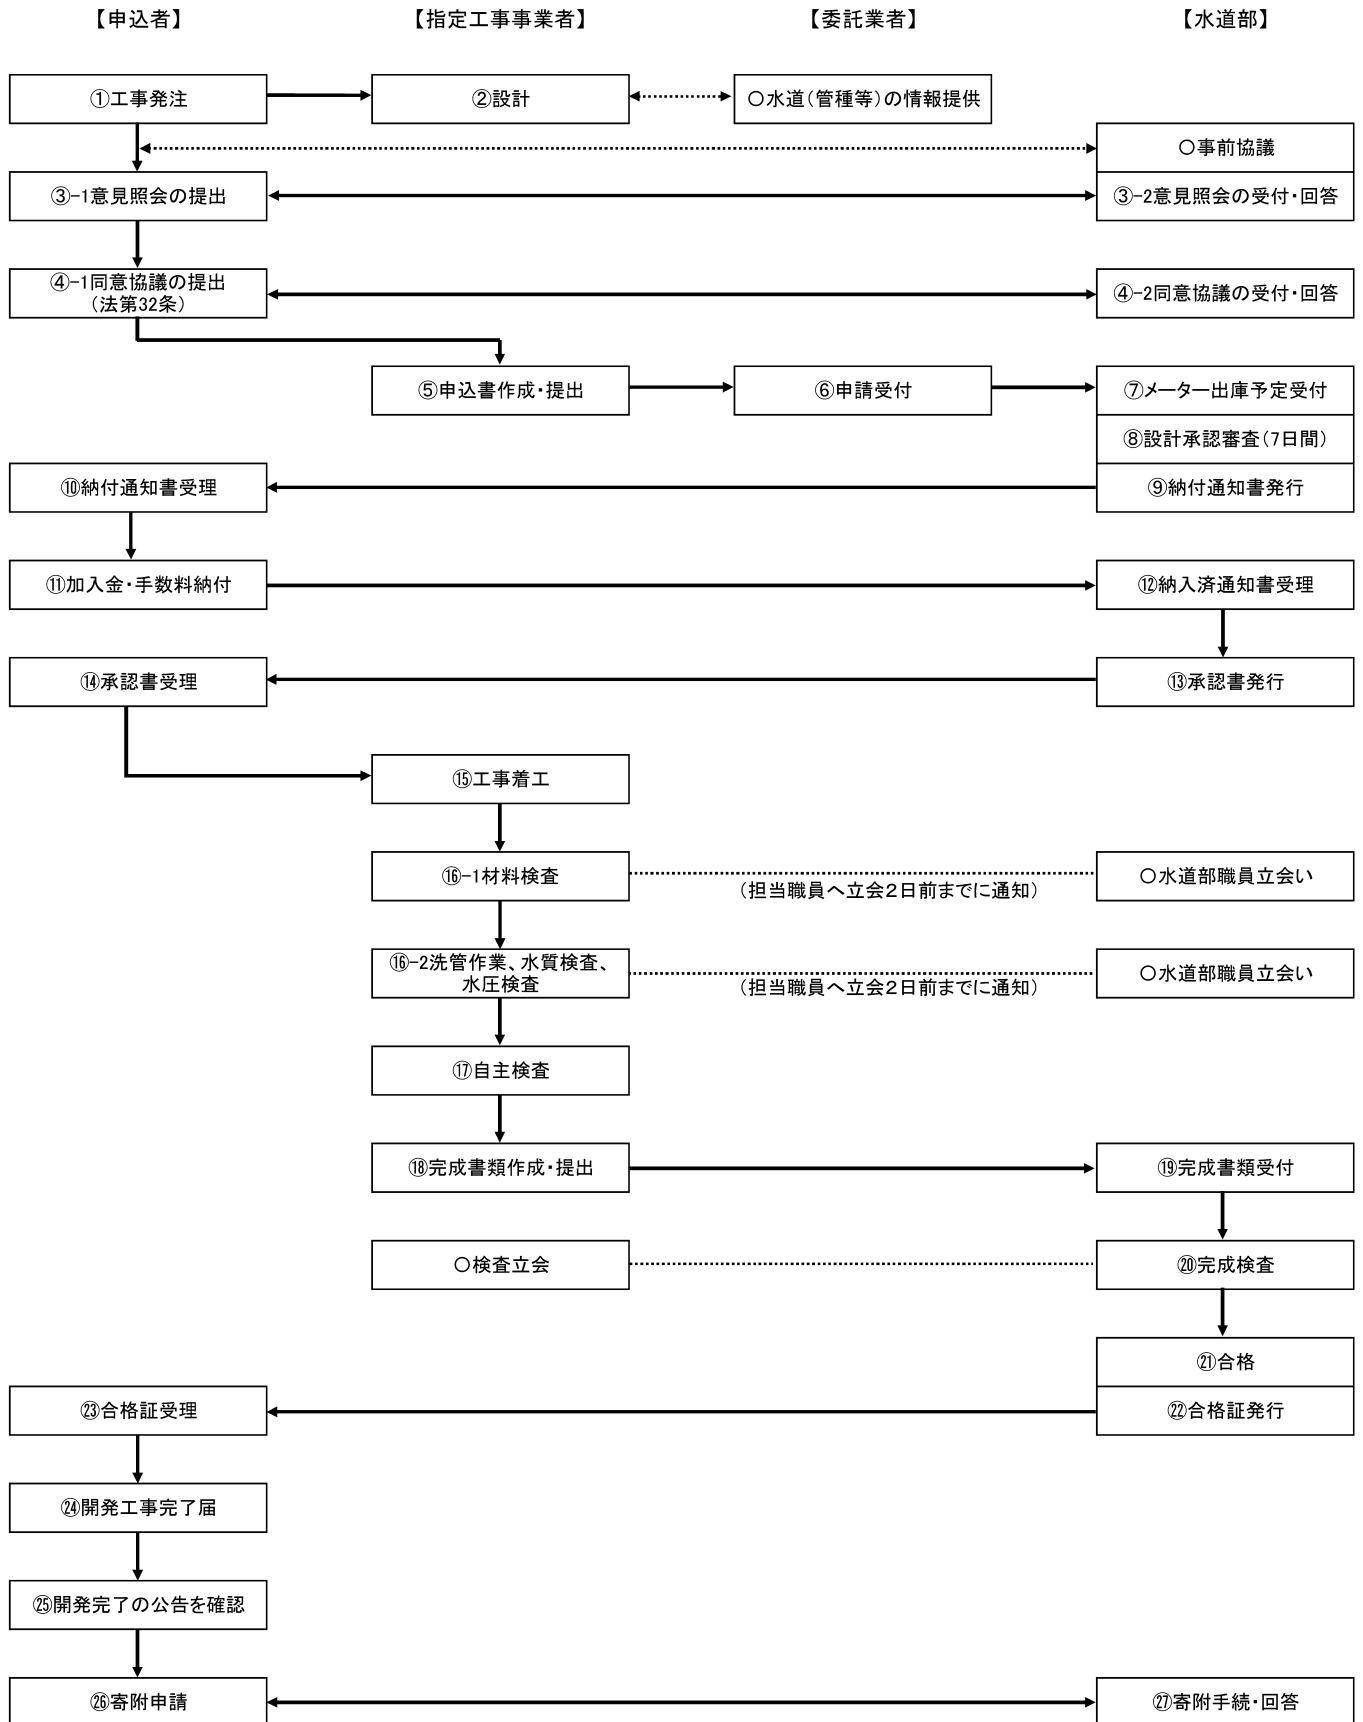 【申込者】
【指定工事事業者】
【委託業者】
【水道部】
①工事発注
②設計
○水道(管種等)の情報提供
○事前協議
③-1意見照会の提出
③-2意見照会の受付・回答
④-1同意協議の提出
(法第32条)
④-2同意協議の受付・回答
⑤申込書作成・提出
⑥申請受付
⑦メーター出庫予定受付
⑧設計承認審査(7日間)
⑩納付通知書受理
⑨納付通知書発行
⑪加入金・手数料納付
⑫納入済通知書受理
⑭承認書受理
⑬承認書発行
⑮工事着工
⑯-1材料検査
(担当職員へ立会2日前までに通知)
○水道部職員立会い
⑯-2洗管作業、水質検査、
水圧検査
(担当職員へ立会2日前までに通知)
○水道部職員立会い
⑰自主検査
⑱完成書類作成・提出
⑲完成書類受付
○検査立会
⑳完成検査
㉑合格
㉓合格証受理
㉒合格証発行
㉔開発工事完了届
㉕開発完了の公告を確認
㉖寄附申請
㉗寄附手続・回答